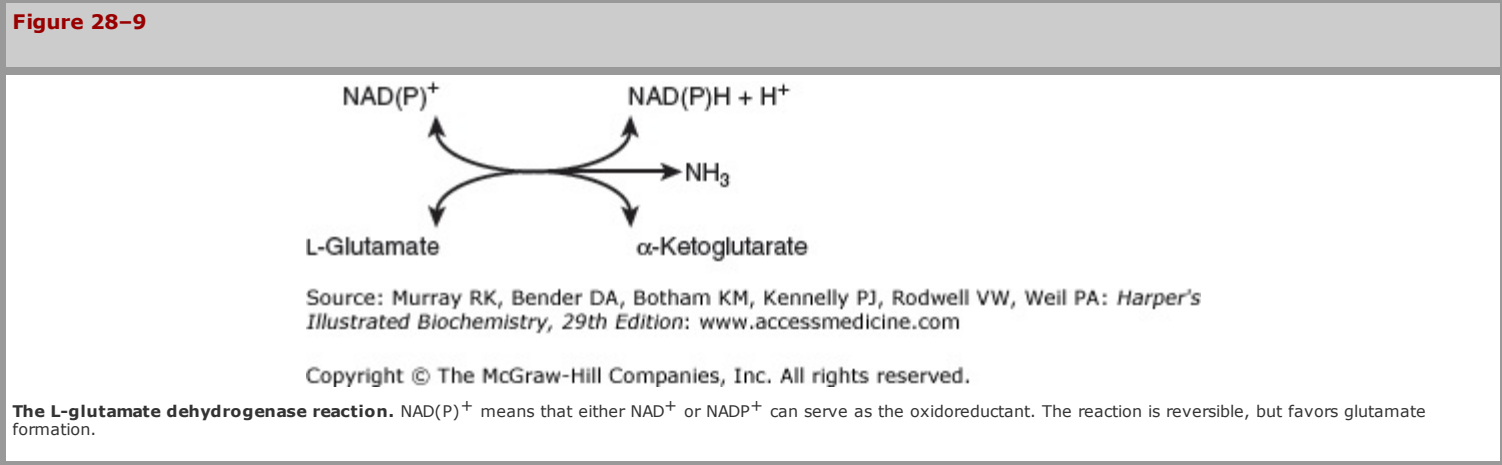 Figure 28–9
NAD(P)⁺ NAD(P)H + H⁺
NH₃
L-Glutamate α-Ketoglutarate
Source: Murray RK, Bender DA, Botham KM, Kennelly PJ, Rodwell VW, Weil PA: Harper's
Illustrated Biochemistry, 29th Edition: www.accessmedicine.com
Copyright © The McGraw-Hill Companies, Inc. All rights reserved.
The L-glutamate dehydrogenase reaction. NAD(P)⁺ means that either NAD⁺ or NADP⁺ can serve as the oxidoreductant. The reaction is reversible, but favors glutamate
formation.